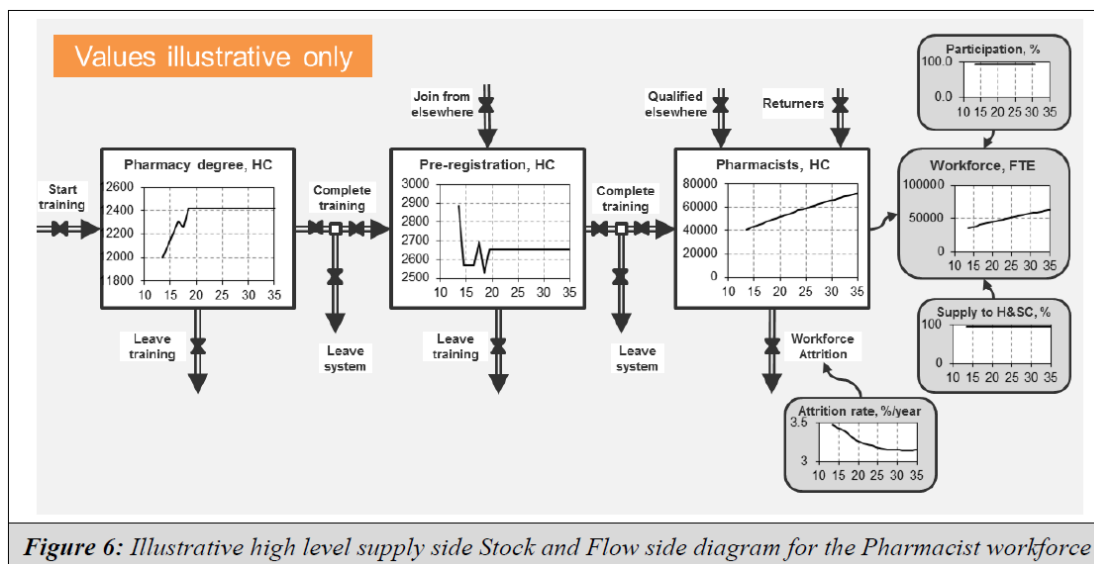 Values illustrative only
Participation, %
100.0
0.0
10 15 20 25 30 35
Join from
elsewhere
Qualified
elsewhere
Returners
Pharmacy degree, HC
2600
2400
2200
2000
1800
10 15 20 25 30 35
Start
training
Complete
training
Pre-registration, HC
3000
2900
2800
2700
2600
2500
10 15 20 25 30 35
Complete
training
Pharmacists, HC
80000
60000
40000
20000
0
10 15 20 25 30 35
Workforce, FTE
100000
50000
0
10 15 20 25 30 35
Supply to H&SC, %
100
0
10 15 20 25 30 35
Leave
training
Leave
system
Leave
training
Leave
system
Workforce
Attrition
Attrition rate, %/year
3.5
3
10 15 20 25 30 35
Figure 6: Illustrative high level supply side Stock and Flow side diagram for the Pharmacist workforce